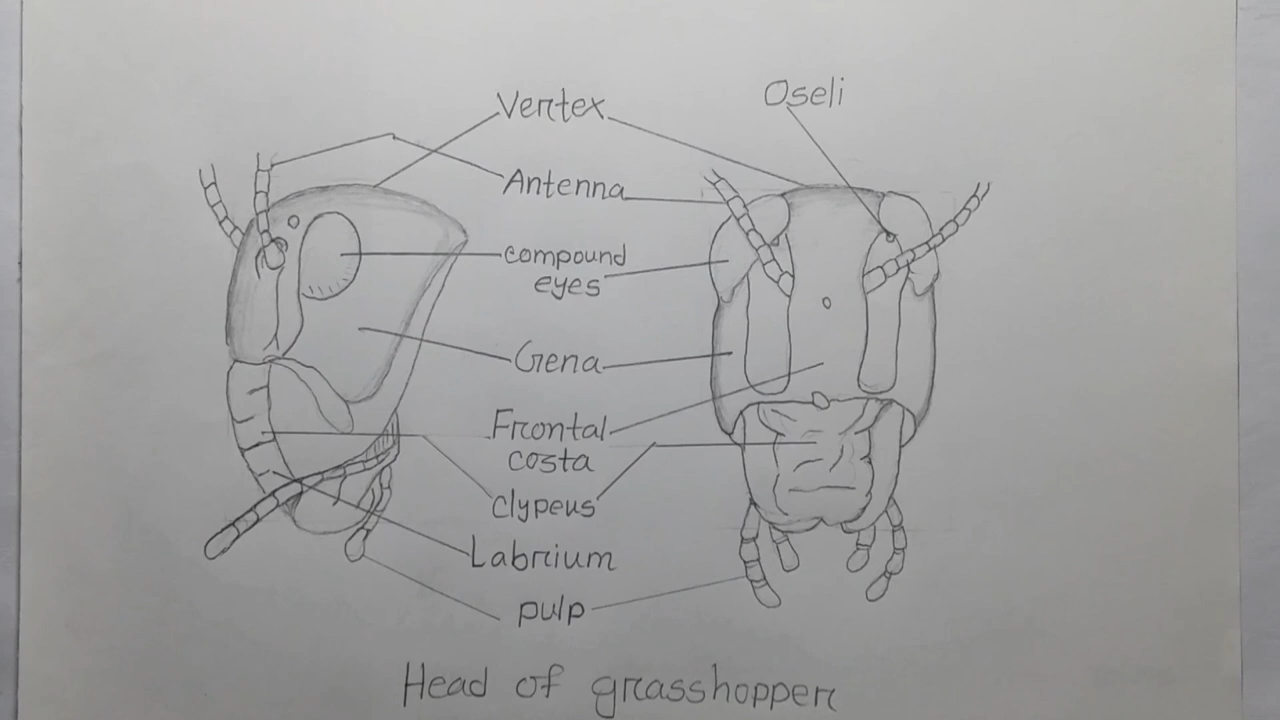 Vertex
Oseli
Antenna
compound
eyes
Gena
Frontal
costa
Clypeus
Labrium
pulp
Head of grasshopper